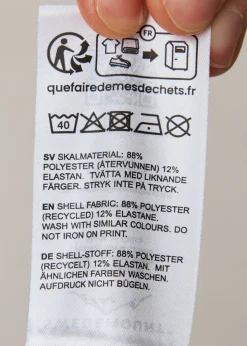 FR
quefairedemesdechets.fr
40
SV SKALMATERIAL: 88%
POLYESTER (ÅTERVUNNEN) 12%
ELASTAN. TVÄTTA MED LIKNANDE
FÄRGER. STRYK INTE PÅ TRYCK.
EN SHELL FABRIC: 88% POLYESTER
(RECYCLED) 12% ELASTANE.
WASH WITH SIMILAR COLOURS. DO
NOT IRON ON PRINT.
DE SHELL-STOFF: 88% POLYESTER
(RECYCELT) 12% ELASTAN. MIT
ÄHNLICHEN FARBEN WASCHEN.
AUFDRUCK NICHT BÜGELN.